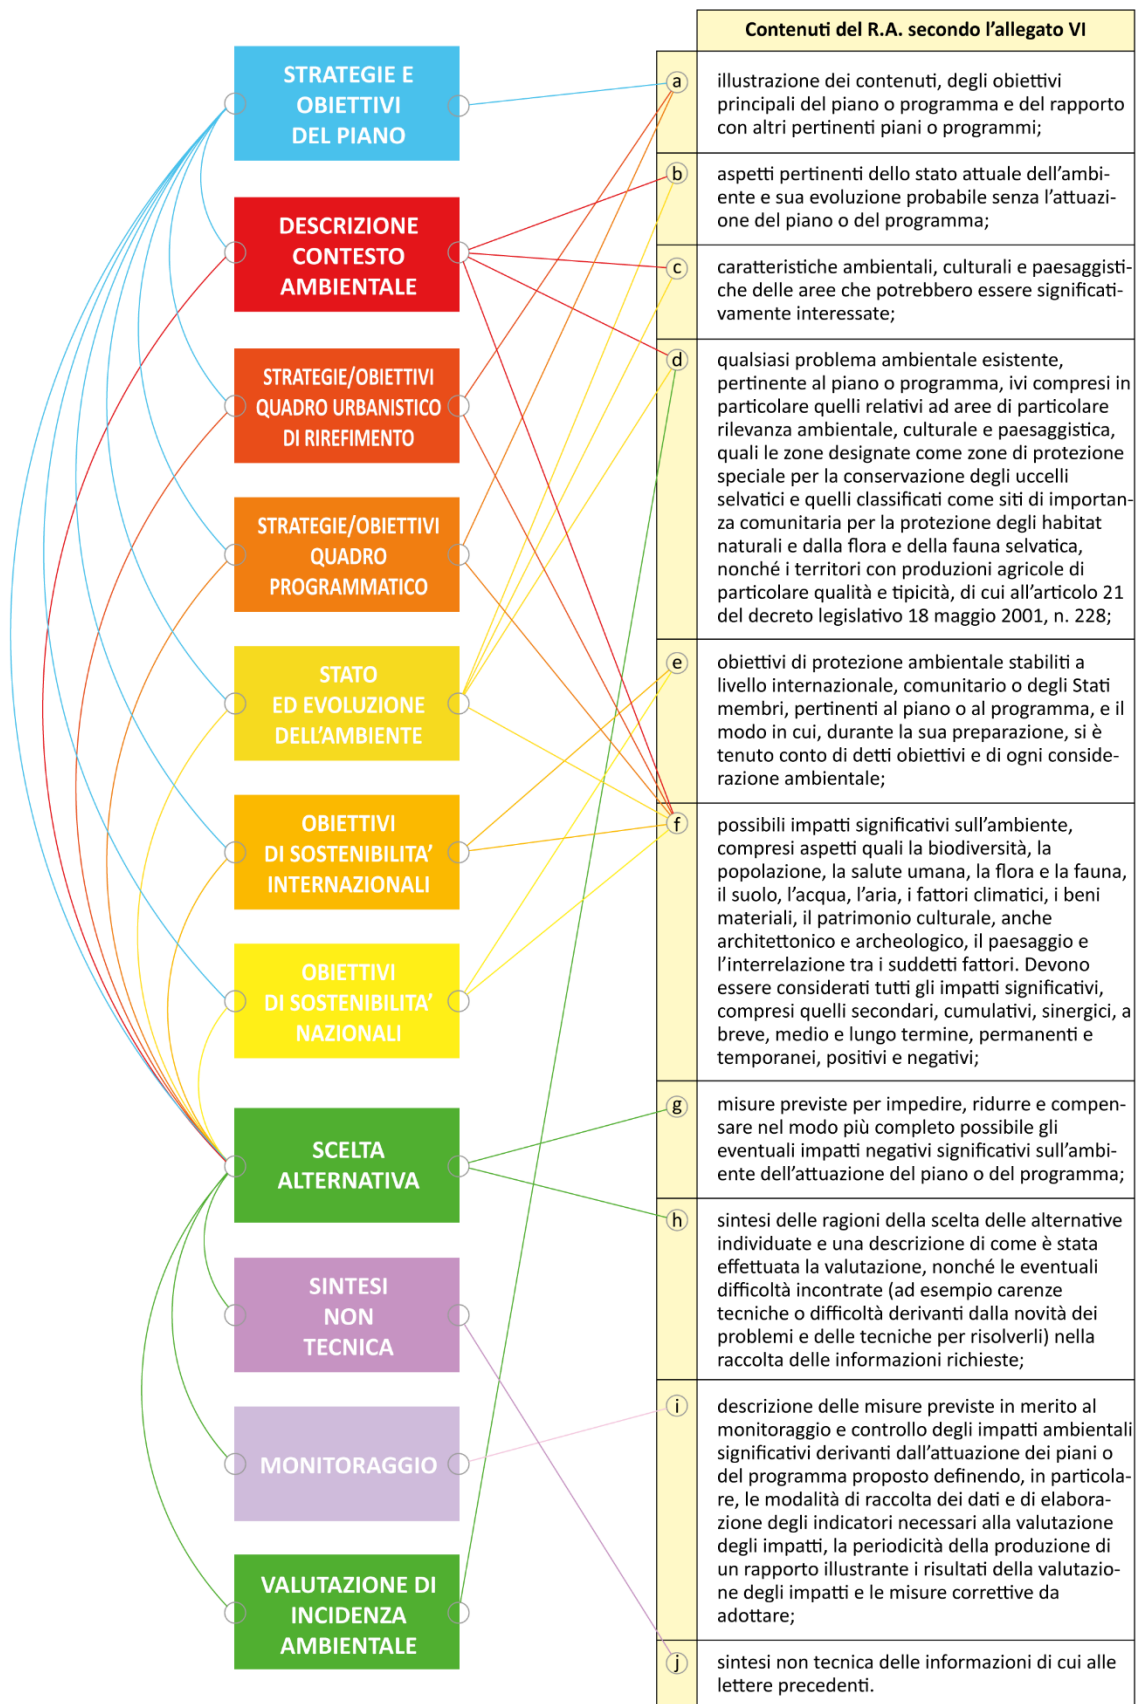 STRATEGIE E
OBIETTIVI
DEL PIANO
DESCRIZIONE
CONTESTO
AMBIENTALE
STRATEGIE/OBIETTIVI
QUADRO URBANISTICO
DI RIREFIMENTO
STRATEGIE/OBIETTIVI
QUADRO
PROGRAMMATICO
STATO
ED EVOLUZIONE
DELL'AMBIENTE
OBIETTIVI
DI SOSTENIBILITA'
INTERNAZIONALI
OBIETTIVI
DI SOSTENIBILITA'
NAZIONALI
SCELTA
ALTERNATIVA
SINTESI
NON
TECNICA
MONITORAGGIO
VALUTAZIONE DI
INCIDENZA
AMBIENTALE
Contenuti del R.A. secondo l'allegato VI
a
illustrazione dei contenuti, degli obiettivi
principali del piano o programma e del rapporto
con altri pertinenti piani o programmi;
b
aspetti pertinenti dello stato attuale dell'ambi-
ente e sua evoluzione probabile senza l'attuazi-
one del piano o del programma;
c
caratteristiche ambientali, culturali e paesaggisti-
che delle aree che potrebbero essere significati-
vamente interessate;
d
qualsiasi problema ambientale esistente,
pertinente al piano o programma, ivi compresi in
particolare quelli relativi ad aree di particolare
rilevanza ambientale, culturale e paesaggistica,
quali le zone designate come zone di protezione
speciale per la conservazione degli uccelli
selvatici e quelli classificati come siti di importan-
za comunitaria per la protezione degli habitat
naturali e dalla flora e della fauna selvatica,
nonché i territori con produzioni agricole di
particolare qualità e tipicità, di cui all'articolo 21
del decreto legislativo 18 maggio 2001, n. 228;
e
obiettivi di protezione ambientale stabiliti a
livello internazionale, comunitario o degli Stati
membri, pertinenti al piano o al programma, e il
modo in cui, durante la sua preparazione, si è
tenuto conto di detti obiettivi e di ogni conside-
razione ambientale;
f
possibili impatti significativi sull'ambiente,
compresi aspetti quali la biodiversità, la
popolazione, la salute umana, la flora e la fauna,
il suolo, l'acqua, l'aria, i fattori climatici, i beni
materiali, il patrimonio culturale, anche
architettonico e archeologico, il paesaggio e
l'interrelazione tra i suddetti fattori. Devono
essere considerati tutti gli impatti significativi,
compresi quelli secondari, cumulativi, sinergici, a
breve, medio e lungo termine, permanenti e
temporanei, positivi e negativi;
g
misure previste per impedire, ridurre e compen-
sare nel modo più completo possibile gli
eventuali impatti negativi significativi sull'ambi-
ente dell'attuazione del piano o del programma;
h
sintesi delle ragioni della scelta delle alternative
individuate e una descrizione di come è stata
effettuata la valutazione, nonché le eventuali
difficoltà incontrate (ad esempio carenze
tecniche o difficoltà derivanti dalla novità dei
problemi e delle tecniche per risolverli) nella
raccolta delle informazioni richieste;
i
descrizione delle misure previste in merito al
monitoraggio e controllo degli impatti ambientali
significativi derivanti dall'attuazione dei piani o
del programma proposto definendo, in particola-
re, le modalità di raccolta dei dati e di elabora-
zione degli indicatori necessari alla valutazione
degli impatti, la periodicità della produzione di
un rapporto illustrante i risultati della valutazio-
ne degli impatti e le misure correttive da
adottare;
j
sintesi non tecnica delle informazioni di cui alle
lettere precedenti.